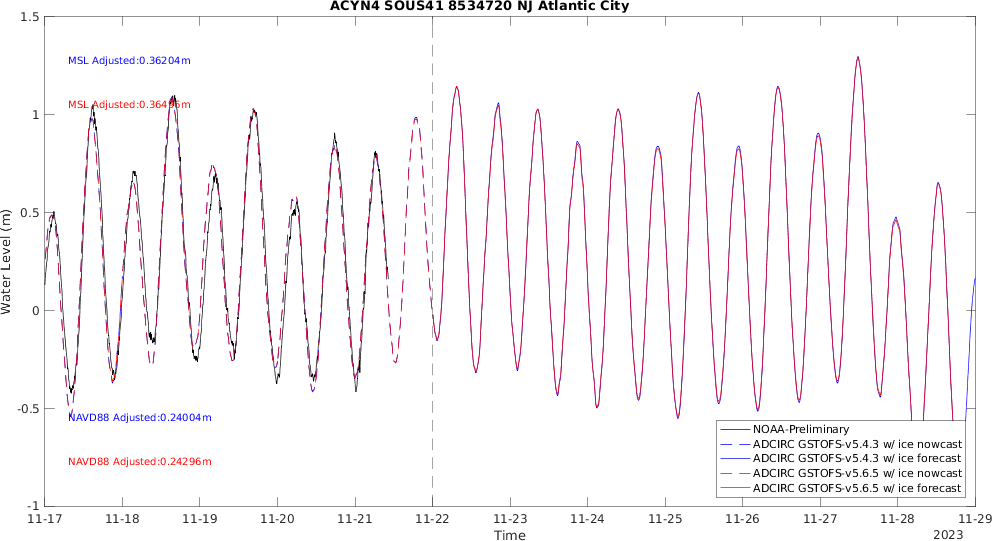 ACYN4 SOUS41 8534720 NJ Atlantic City
1.5
1
0.5
0
-0.5
-1
Water Level (m)
MSL Adjusted:0.36204m
MSL Adjusted:0.36495m
NAVD88 Adjusted:0.24004m
NAVD88 Adjusted:0.24296m
NOAA-Preliminary
ADCIRC GSTOFS-v5.4.3 w/ ice nowcast
ADCIRC GSTOFS-v5.4.3 w/ ice forecast
ADCIRC GSTOFS-v5.6.5 w/ ice nowcast
ADCIRC GSTOFS-v5.6.5 w/ ice forecast
11-17 11-18 11-19 11-20 11-21 11-22 11-23 11-24 11-25 11-26 11-27 11-28 11-29
Time
2023